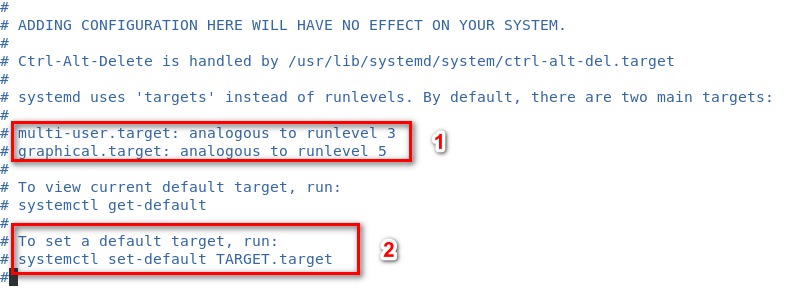 #
# ADDING CONFIGURATION HERE WILL HAVE NO EFFECT ON YOUR SYSTEM.
#
# Ctrl-Alt-Delete is handled by /usr/lib/systemd/system/ctrl-alt-del.target
#
# systemd uses 'targets' instead of runlevels. By default, there are two main targets:
#
# multi-user.target: analogous to runlevel 3
# graphical.target: analogous to runlevel 5
1
#
# To view current default target, run:
# systemctl get-default
#
# To set a default target, run:
# systemctl set-default TARGET.target
2
#